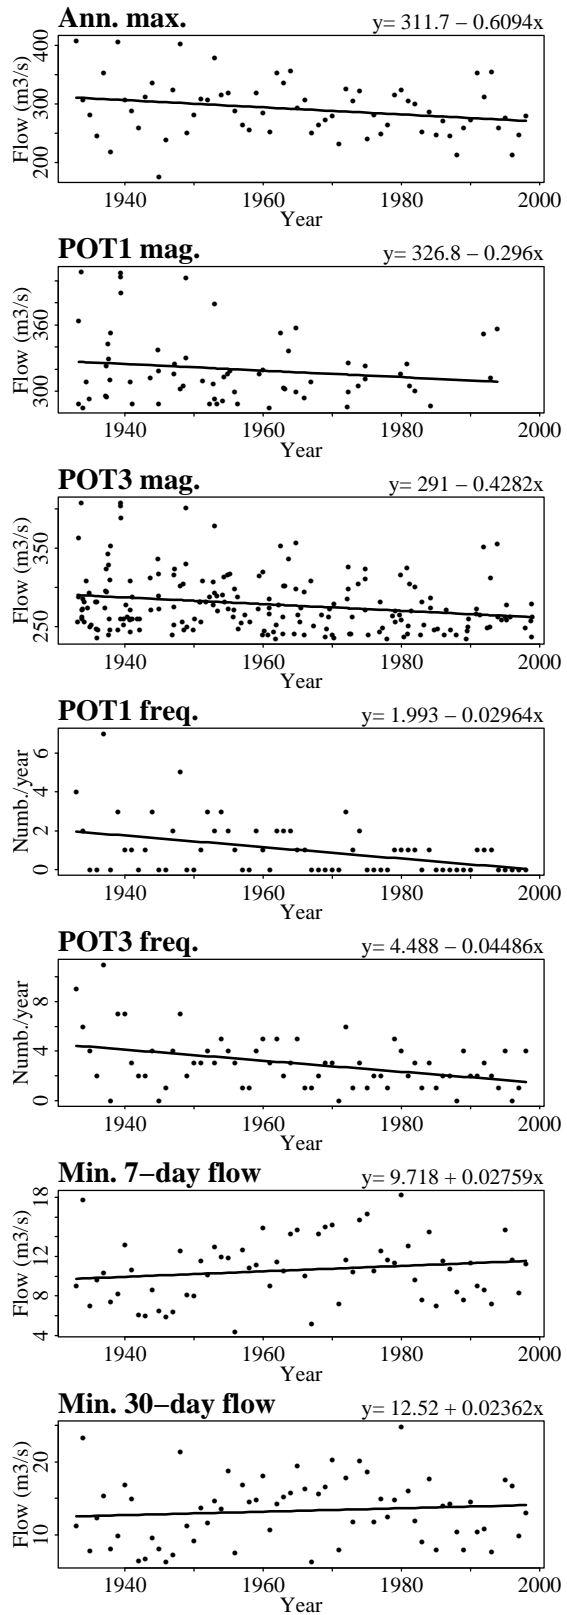 Ann. max.
y= 311.7 − 0.6094x
Flow (m3/s)
200 300 400
1940 1960 1980 2000
Year
POT1 mag.
y= 326.8 − 0.296x
Flow (m3/s)
300 360
1940 1960 1980 2000
Year
POT3 mag.
y= 291 − 0.4282x
Flow (m3/s)
250 350
1940 1960 1980 2000
Year
POT1 freq.
y= 1.993 − 0.02964x
Numb./year
0 2 4 6
1940 1960 1980 2000
Year
POT3 freq.
y= 4.488 − 0.04486x
Numb./year
0 4 8
1940 1960 1980 2000
Year
Min. 7−day flow
y= 9.718 + 0.02759x
Flow (m3/s)
4 8 12 18
1940 1960 1980 2000
Year
Min. 30−day flow
y= 12.52 + 0.02362x
Flow (m3/s)
10 20
1940 1960 1980 2000
Year